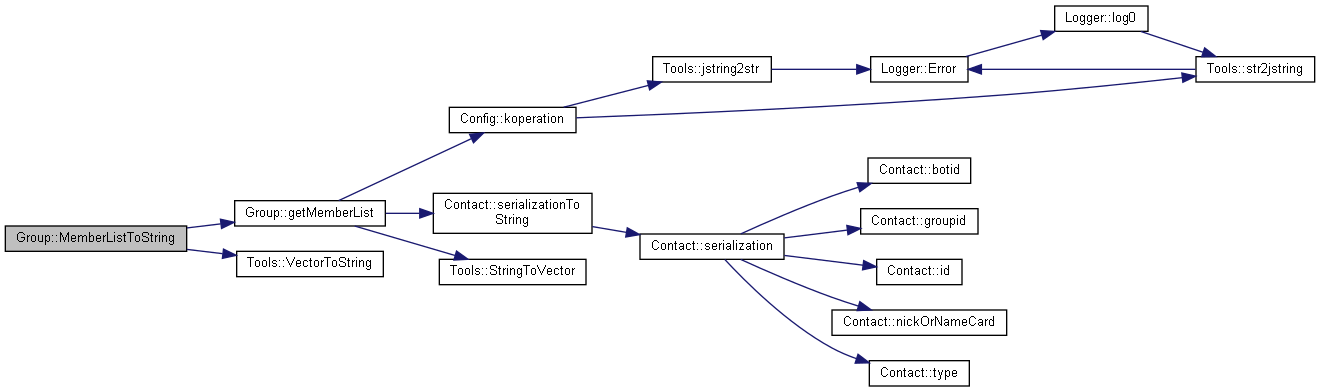 Group::MemberListToString
Group::getMemberList
Tools::VectorToString
Config::koperation
Contact::serializationTo
String
Tools::StringToVector
Tools::jstring2str
Contact::serialization
Logger::Error
Contact::botid
Contact::groupid
Contact::id
Contact::nickOrNameCard
Contact::type
Logger::log0
Tools::str2jstring